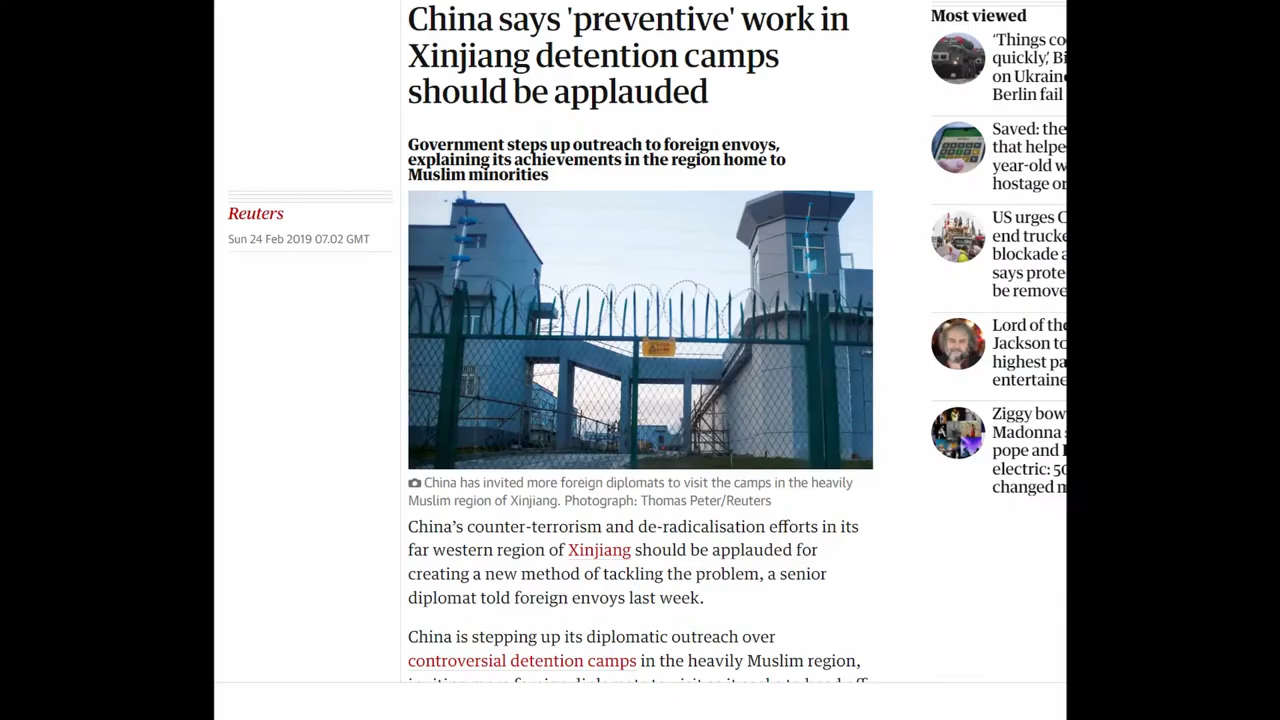 China says 'preventive' work in
Xinjiang detention camps
should be applauded
Government steps up outreach to foreign envoys,
explaining its achievements in the region home to
Muslim minorities
Reuters
Sun 24 Feb 2019 07.02 GMT
China has invited more foreign diplomats to visit the camps in the heavily
Muslim region of Xinjiang. Photograph: Thomas Peter/Reuters
China’s counter-terrorism and de-radicalisation efforts in its
far western region of Xinjiang should be applauded for
creating a new method of tackling the problem, a senior
diplomat told foreign envoys last week.
China is stepping up its diplomatic outreach over
controversial detention camps in the heavily Muslim region,
Most viewed
‘Things co
quickly,’ Bi
on Ukrain
Berlin fail
Saved: the
that helpe
year-old w
hostage or
US urges C
end trucke
blockade a
says prote
be remove
Lord of the
Jackson to
highest pa
entertaine
Ziggy bow
Madonna
pope and
electric: 50
changed m